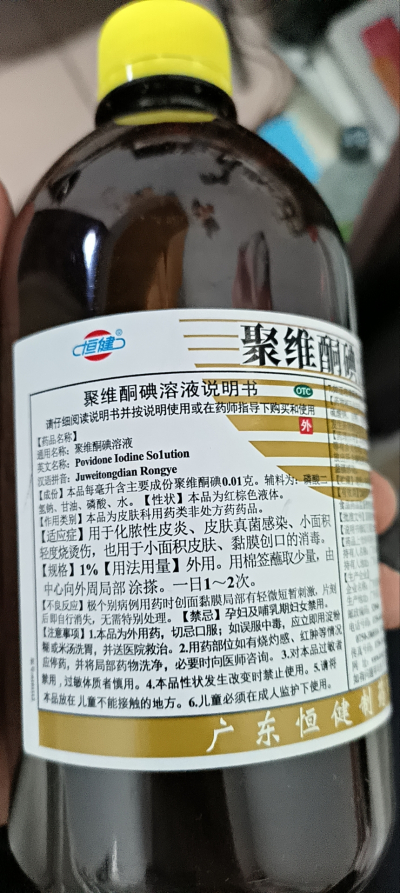 恒健®
聚维酮碘
聚维酮碘溶液说明书
OTC
请仔细阅读说明书并按说明使用或在药师指导下购买和使用
外
【药品名称】
通用名称：聚维酮碘溶液
英文名称：Povidone Iodine So1ution
汉语拼音：Juweitongdian Rongye
【成份】本品每毫升含主要成份聚维酮碘0.01克。辅料为：磷酸二
氢钠、甘油、磷酸、水。【性状】本品为红棕色液体。
【作用类别】本品为皮肤科用药类非处方药药品。
【适应症】用于化脓性皮炎、皮肤真菌感染、小面积
轻度烧烫伤，也用于小面积皮肤、黏膜创口的消毒。
【规格】1%【用法用量】外用。用棉签蘸取少量，由
中心向外周局部 涂搽。一日1～2次。
【不良反应】极个别病例用药时创面黏膜局部有轻微短暂刺激，片刻
后即自行消失，无需特别处理。【禁忌】孕妇及哺乳期妇女禁用。
【注意事项】1.本品为外用药，切忌口服；如误服中毒，应立即用淀粉
糊或米汤洗胃，并送医院救治。2.用药部位如有烧灼感、红肿等情况
应停药，并将局部药物洗净，必要时向医师咨询。3.对本品过敏者
禁用，过敏体质者慎用。4.本品性状发生改变时禁止使用。5.请将
本品放在儿童不能接触的地方。6.儿童必须在成人监护下使用。
广东恒健制